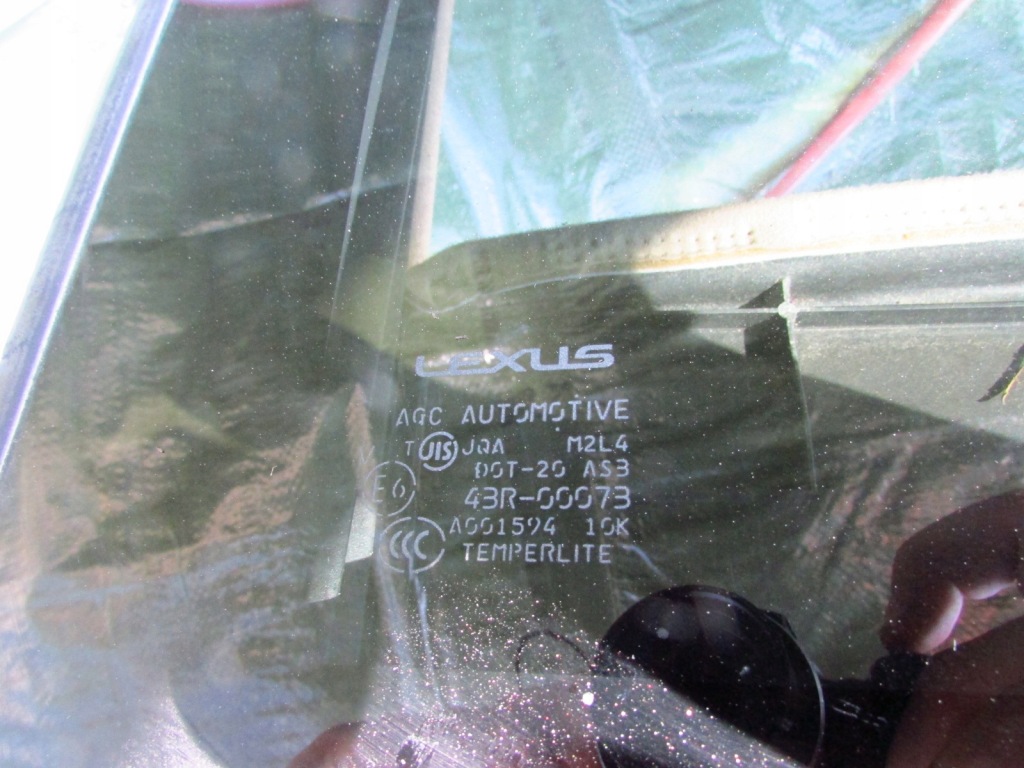 LEXUS
AGC AUTOMOTIVE
T JIS JQA M2L4
DOT-20 AS3
E6 43R-00073
CCC A001594 10K
TEMPERLITE